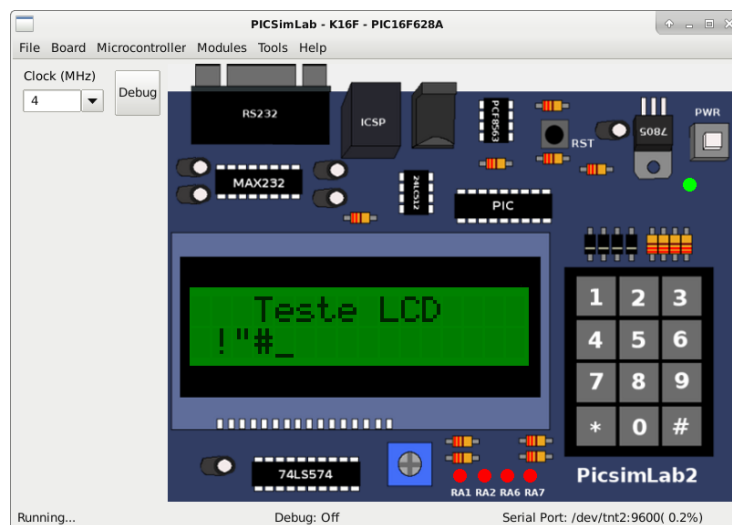 PICSimLab - K16F - PIC16F628A
File Board Microcontroller Modules Tools Help
Clock (MHz)
4
Debug
RS232
ICSP
PCF8563
RST
7805
PWR
MAX232
24LC512
PIC
Teste LCD
!"#_
1 2 3
4 5 6
7 8 9
* 0 #
74LS574
RA1 RA2 RA6 RA7
PicsimLab2
Running...
Debug: Off
Serial Port: /dev/tnt2:9600( 0.2%)